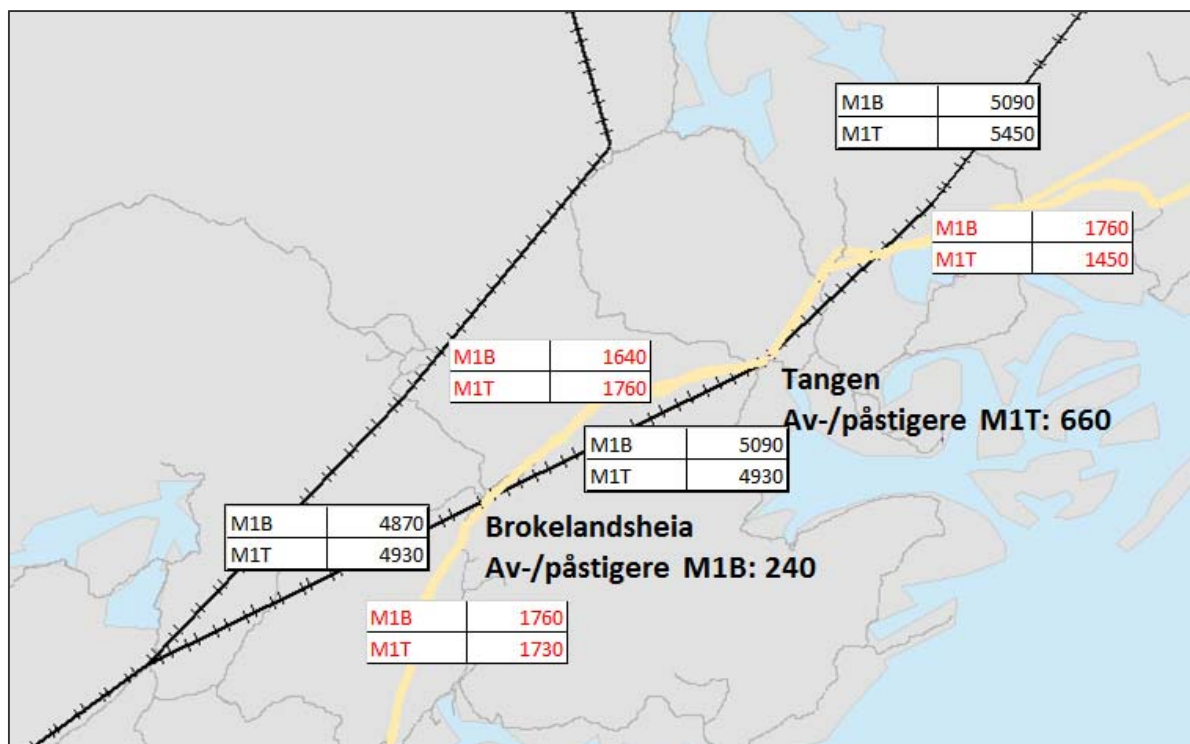 M1B 5090
M1T 5450
M1B 1760
M1T 1450
M1B 1640
M1T 1760
Tangen
Av-/påstigere M1T: 660
M1B 5090
M1T 4930
M1B 4870
M1T 4930
Brokelandsheia
Av-/påstigere M1B: 240
M1B 1760
M1T 1730